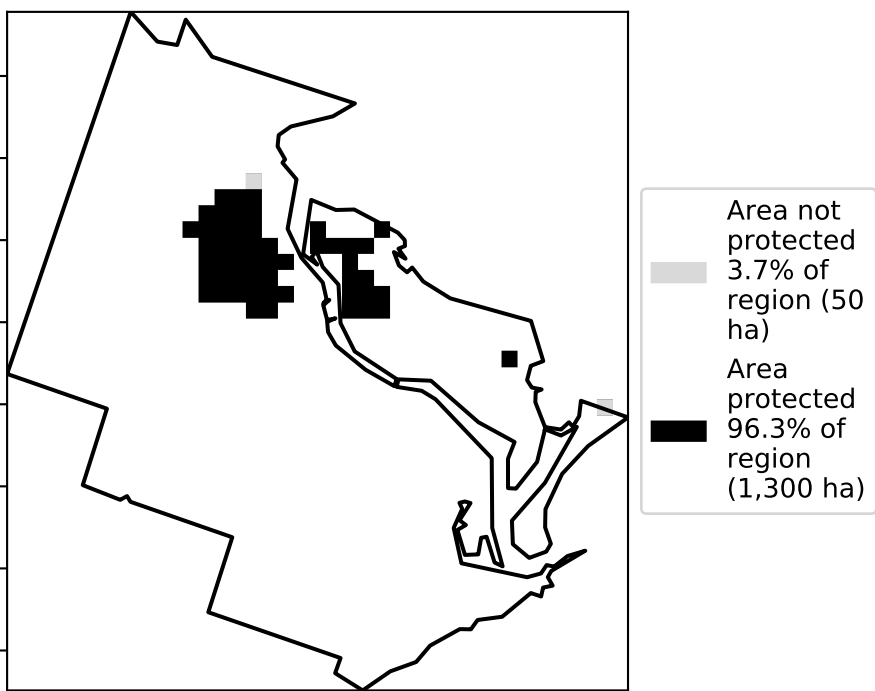 Area not
protected
3.7% of
region (50
ha)
Area
protected
96.3% of
region
(1,300 ha)